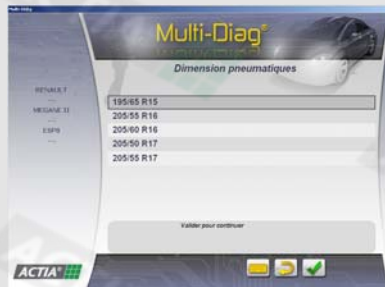 Multi-Diag
Multi-Diag®
Dimension pneumatiques
RENAULT
MEGANE II
195/65 R15
205/55 R16
205/60 R16
205/50 R17
205/55 R17
Valider pour continuer
ACTIA®